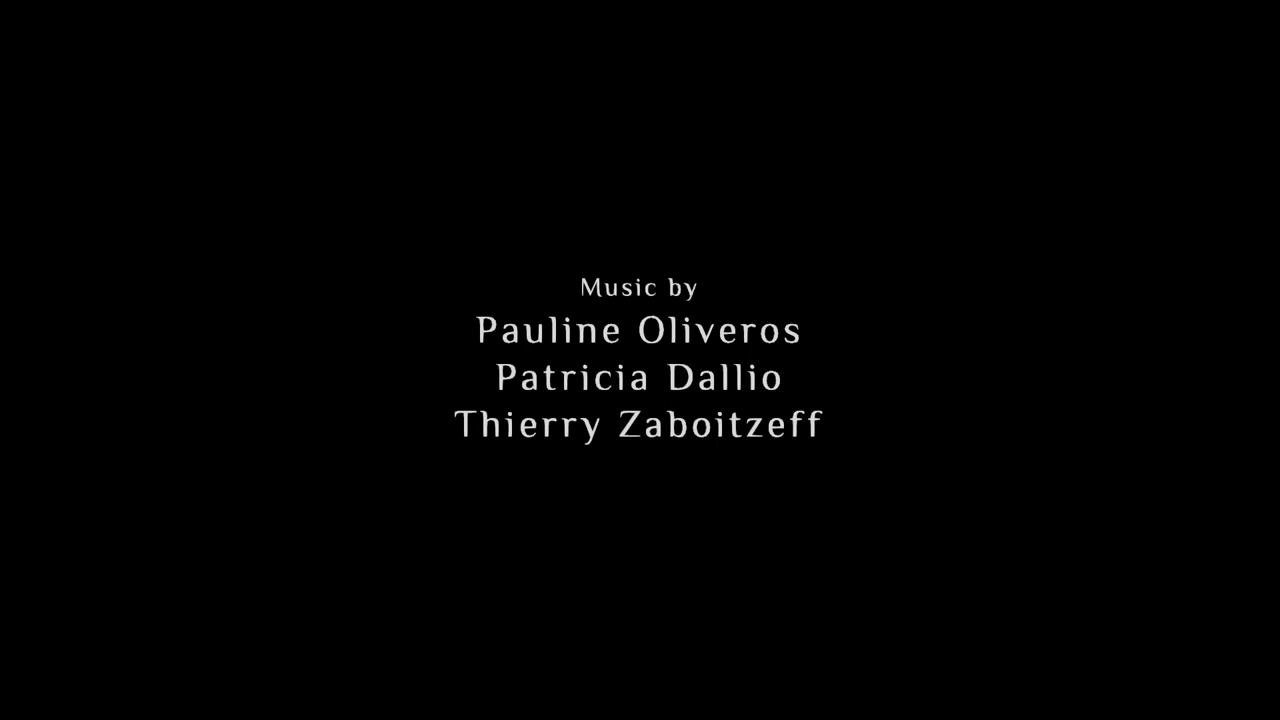 Music by
Pauline Oliveros
Patricia Dallio
Thierry Zaboitzeff